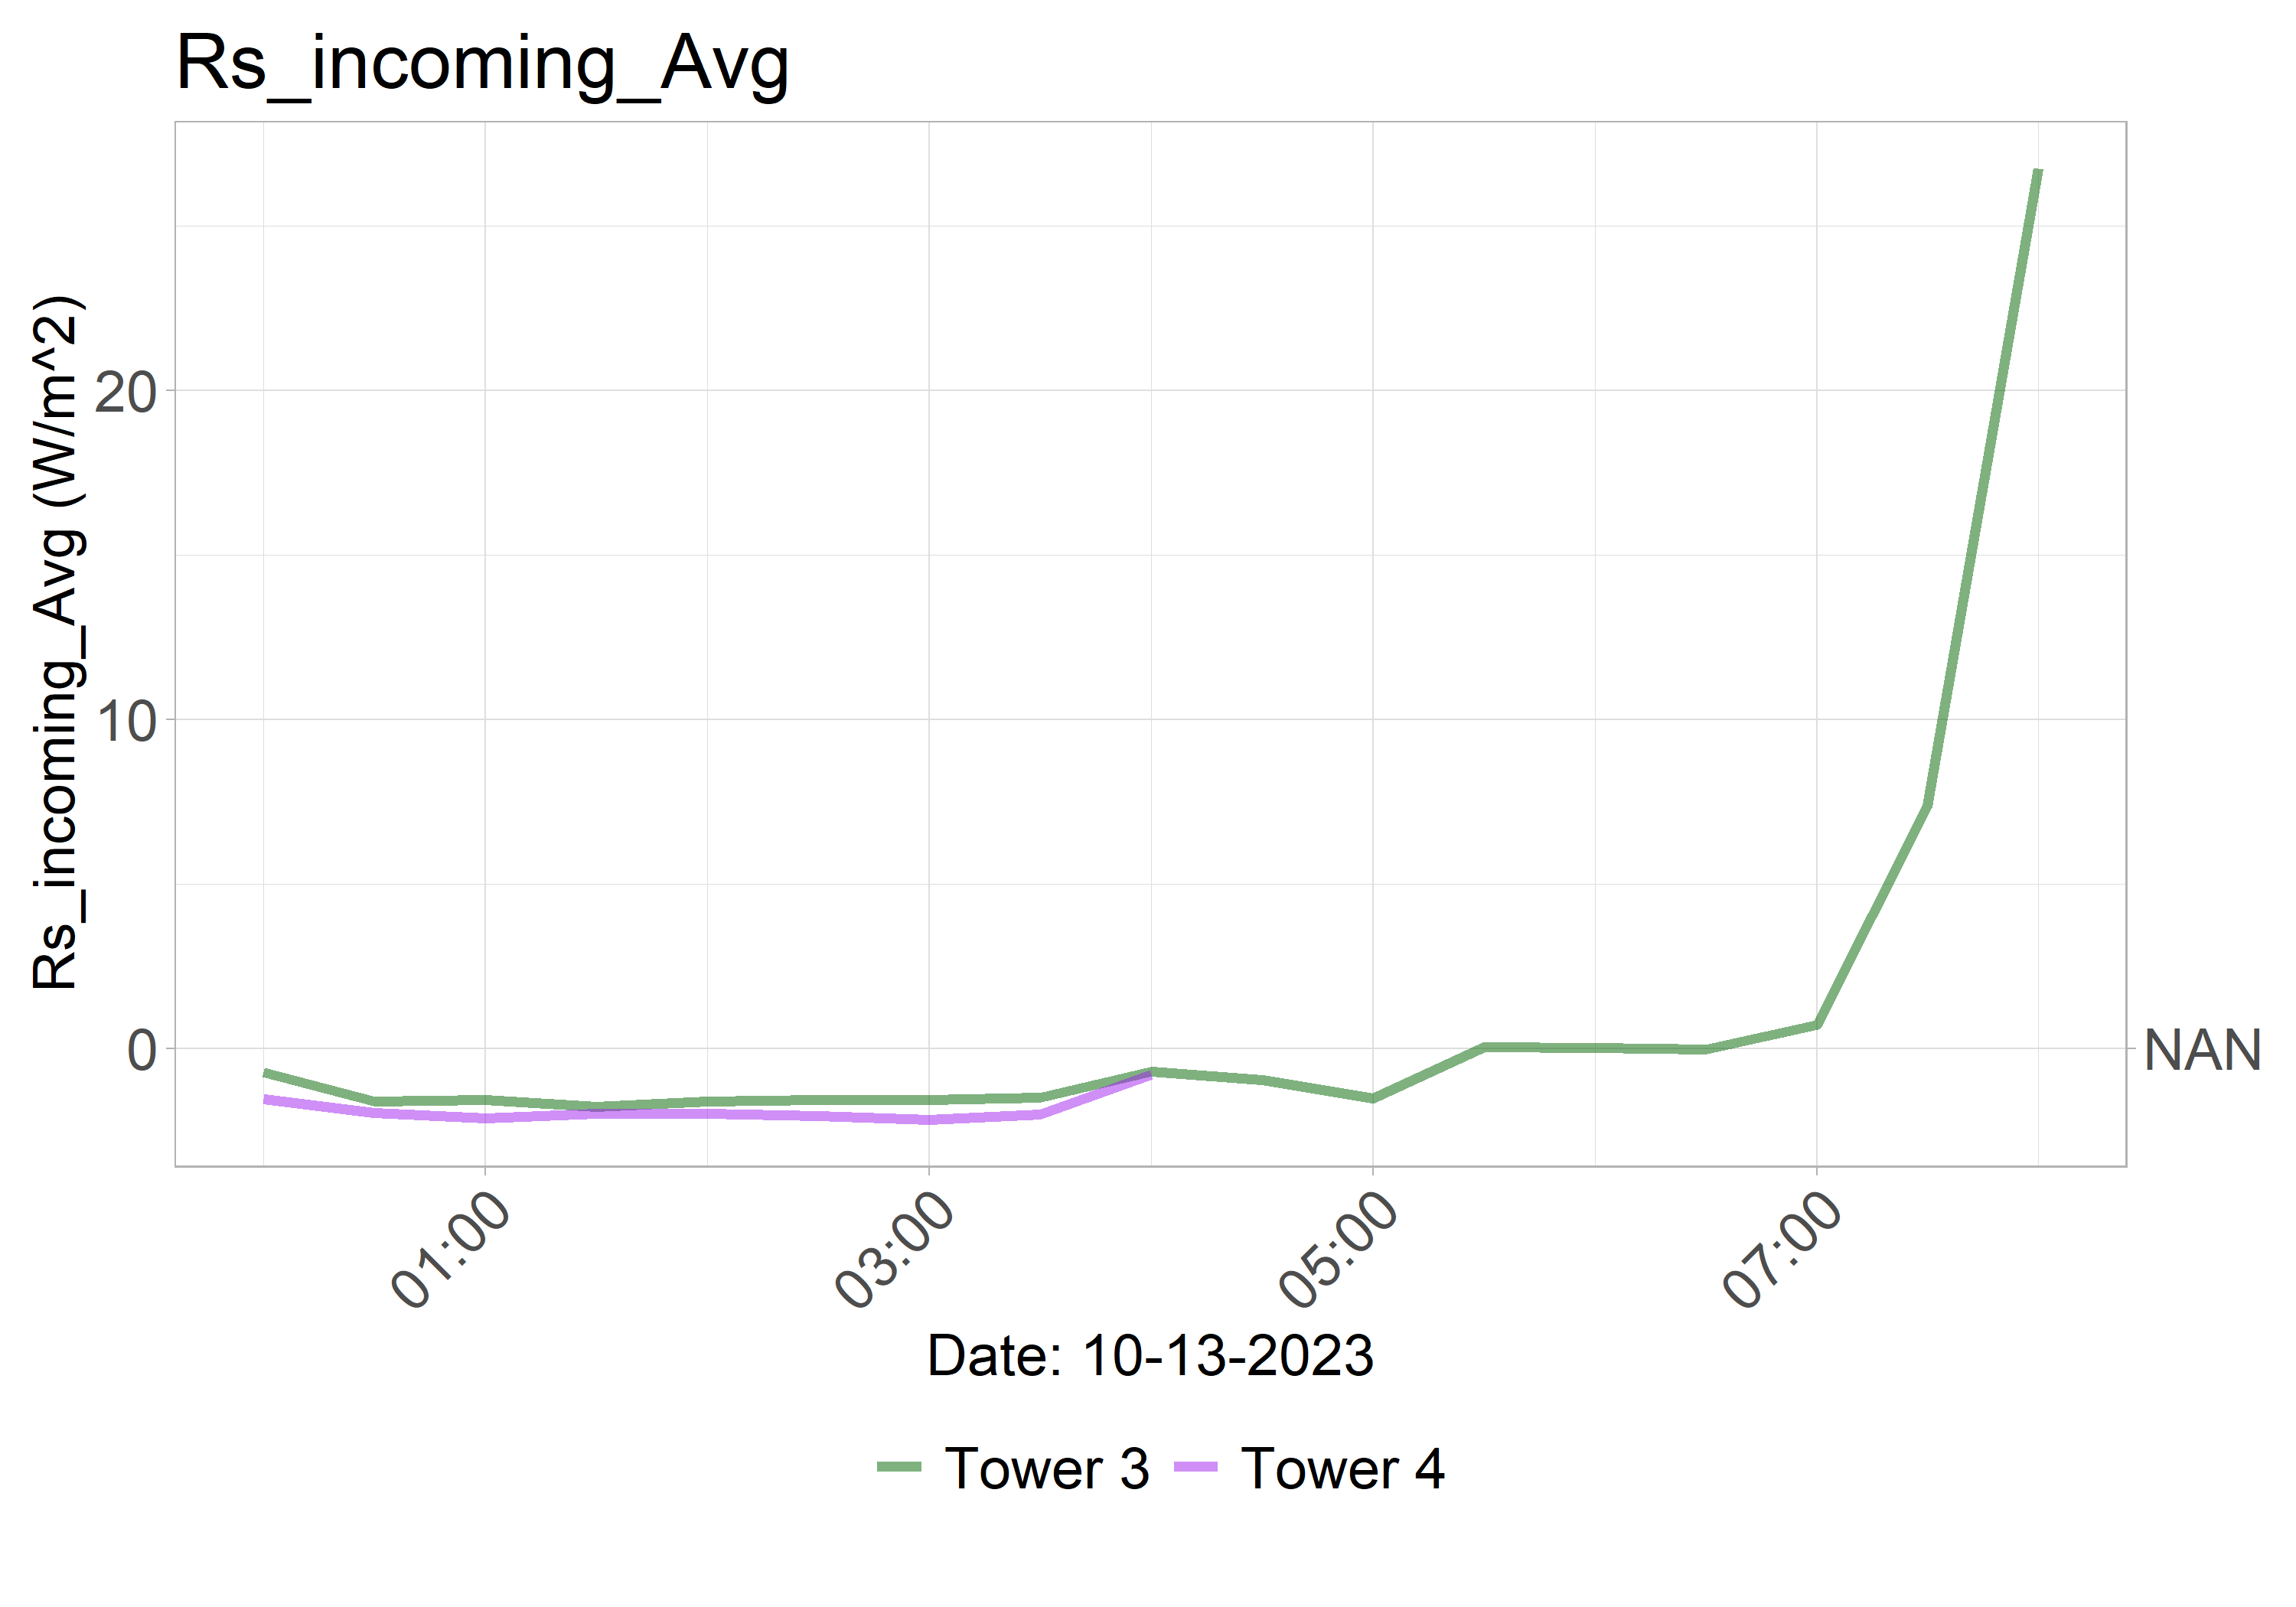 Rs_incoming_Avg
Rs_incoming_Avg (W/m^2)
20
10
0
NAN
01:00
03:00
05:00
07:00
Date: 10-13-2023
Tower 3
Tower 4